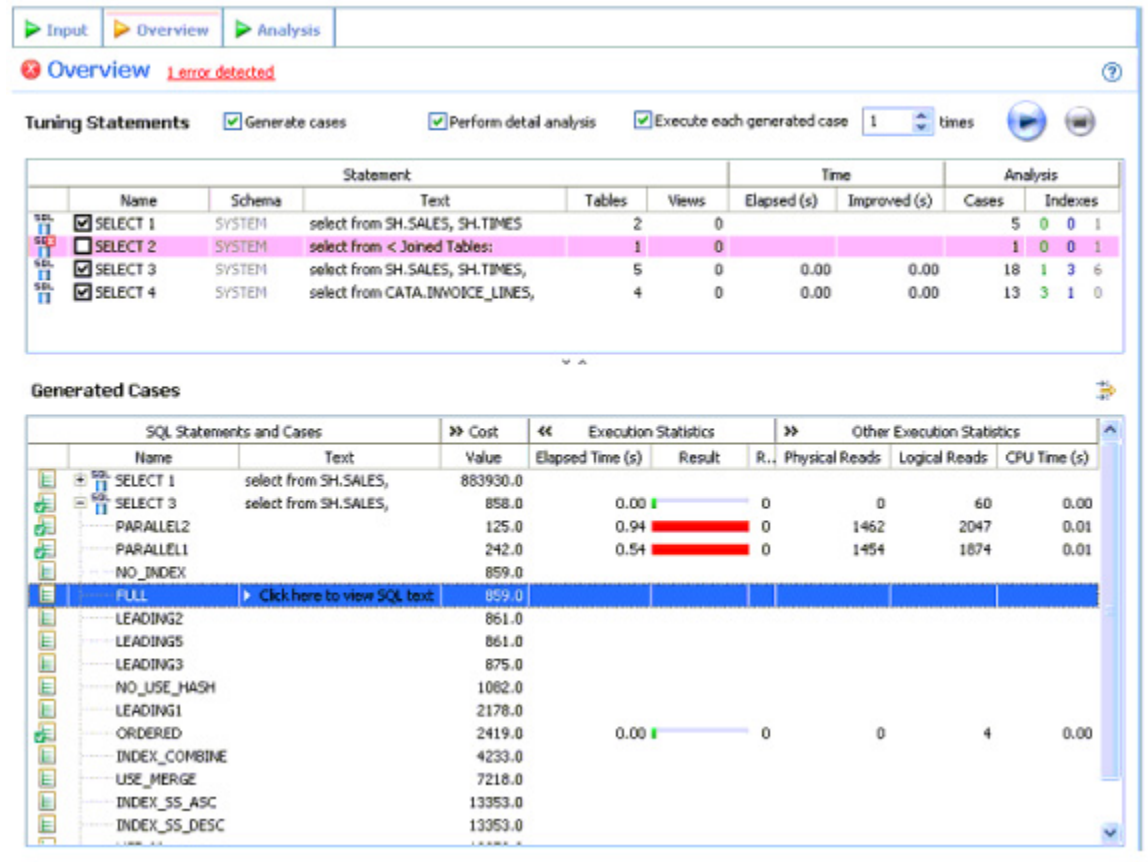 Input Overview Analysis
Overview 1 error detected
Tuning Statements Generate cases Perform detail analysis Execute each generated case 1 times
Statement Time Analysis
Name Schema Text Tables Views Elapsed (s) Improved (s) Cases Indexes
SQL SELECT 1 SYSTEM select from SH.SALES, SH.TIMES 2 0 5 0 0 1
SELECT 2 SYSTEM select from < Joined Tables: 1 0 1 0 0 1
SQL SELECT 3 SYSTEM select from SH.SALES, SH.TIMES, 5 0 0.00 0.00 18 1 3 6
SQL SELECT 4 SYSTEM select from CATA.INVOICE_LINES, 4 0 0.00 0.00 13 3 1 0
Generated Cases
SQL Statements and Cases Cost Execution Statistics Other Execution Statistics
Name Text Value Elapsed Time (s) Result R.. Physical Reads Logical Reads CPU Time (s)
SQL SELECT 1 select from SH.SALES, 883930.0
SQL SELECT 3 select from SH.SALES, 858.0 0.00 0 0 60 0.00
PARALLEL2 125.0 0.94 0 1462 2047 0.01
PARALLEL1 242.0 0.54 0 1454 1874 0.01
NO_INDEX 859.0
FULL Click here to view SQL text 859.0
LEADING2 861.0
LEADING5 861.0
LEADING3 875.0
NO_USE_HASH 1082.0
LEADING1 2178.0
ORDERED 2419.0 0.00 0 0 4 0.00
INDEX_COMBINE 4233.0
USE_MERGE 7218.0
INDEX_SS_ASC 13353.0
INDEX_SS_DESC 13353.0